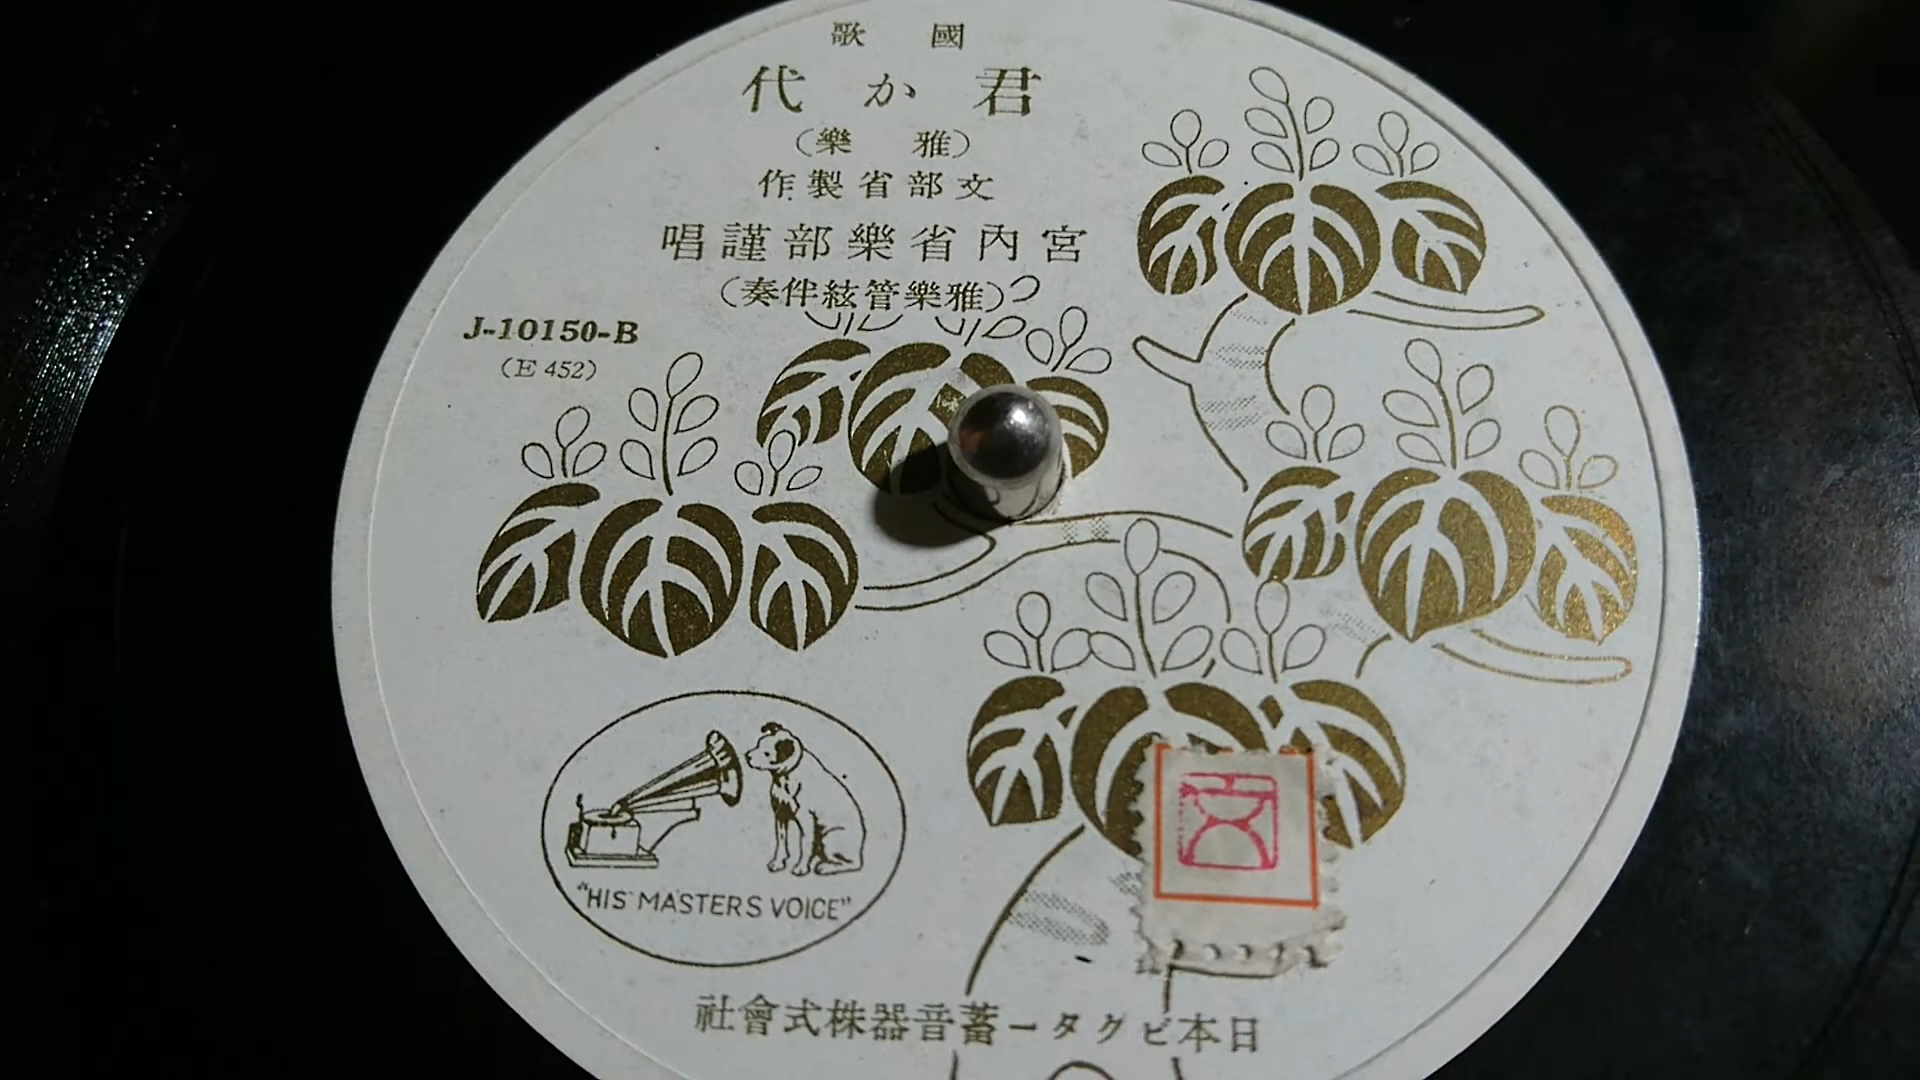 國歌
君か代
(雅樂)
文部省製作
宮內省樂部謹唱
(雅樂管絃伴奏)
J-10150-B
(E 452)
"HIS MASTERS VOICE"
日本ビクター蓄音器株式會社